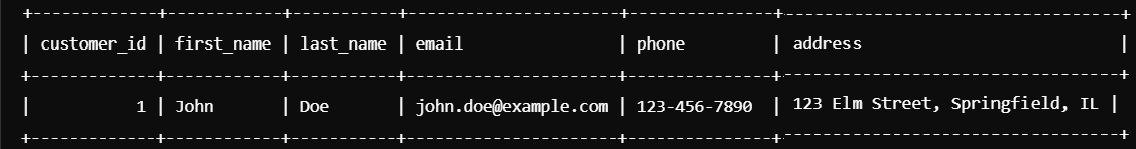 +-------------+------------+-----------+----------------------+---------------+-----------------------------------+
| customer_id | first_name | last_name | email                | phone         | address                           |
+-------------+------------+-----------+----------------------+---------------+-----------------------------------+
|           1 | John       | Doe       | john.doe@example.com | 123-456-7890  | 123 Elm Street, Springfield, IL |
+-------------+------------+-----------+----------------------+---------------+-----------------------------------+